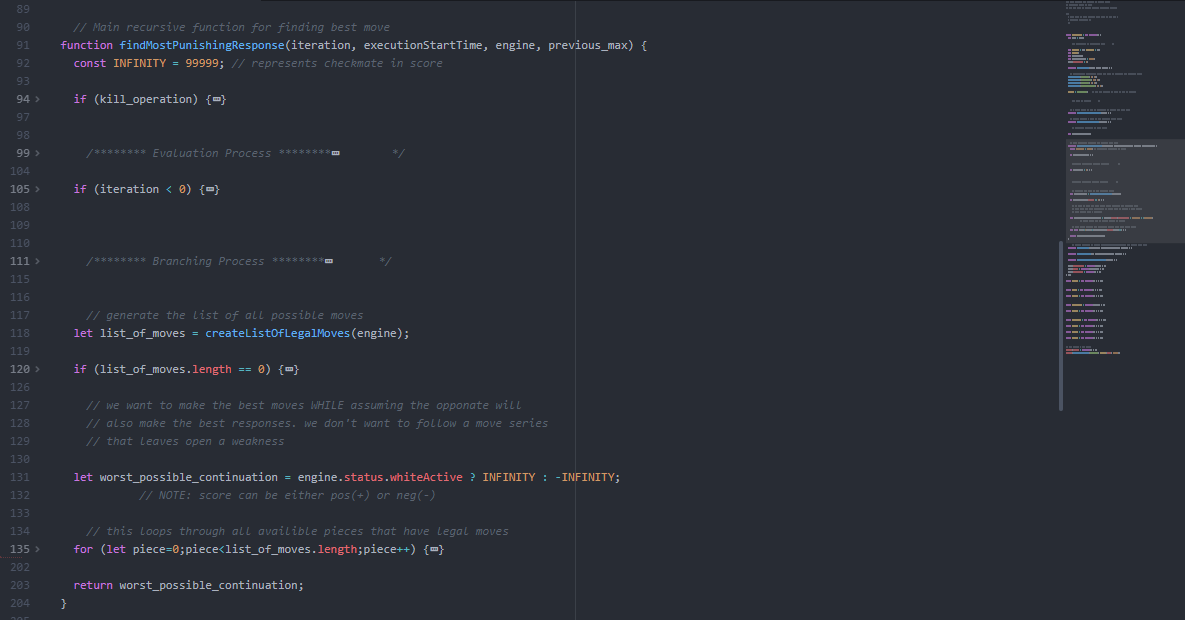 89
90 // Main recursive function for finding best move
91 function findMostPunishingResponse(iteration, executionStartTime, engine, previous_max) {
92 const INFINITY = 99999; // represents checkmate in score
93
94 if (kill_operation) {
97
98
99 /******** Evaluation Process ******** */
104
105 if (iteration < 0) {}
108
109
110
111 /******** Branching Process ******** */
115
116
117 // generate the list of all possible moves
118 let list_of_moves = createListOfLegalMoves(engine);
119
120 if (list_of_moves.length == 0) {}
126
127 // we want to make the best moves WHILE assuming the opponate will
128 // also make the best responses. we don't want to follow a move series
129 // that leaves open a weakness
130
131 let worst_possible_continuation = engine.status.whiteActive ? INFINITY : -INFINITY;
132 // NOTE: score can be either pos(+) or neg(-)
133
134 // this loops through all availible pieces that have legal moves
135 for (let piece=0;piece<list_of_moves.length;piece++) {}
202
203 return worst_possible_continuation;
204 }